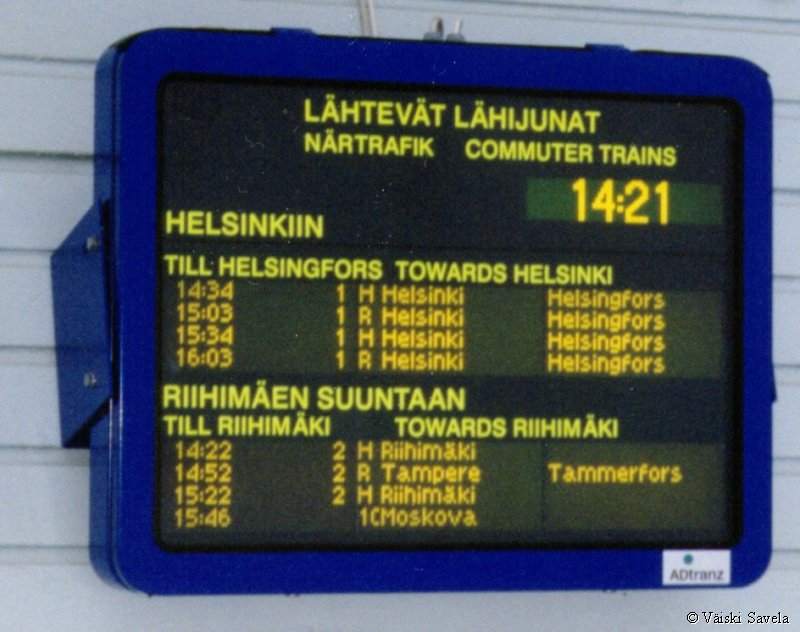 LÄHTEVÄT LÄHIJUNAT
NÄRTRAFIK COMMUTER TRAINS
14:21
HELSINKIIN
TILL HELSINGFORS TOWARDS HELSINKI
14:34 1 H Helsinki Helsingfors
15:03 1 R Helsinki Helsingfors
15:34 1 H Helsinki Helsingfors
16:03 1 R Helsinki Helsingfors
RIIHIMÄEN SUUNTAAN
TILL RIIHIMÄKI TOWARDS RIIHIMÄKI
14:22 2 H Riihimäki
14:52 2 R Tampere Tammerfors
15:22 2 H Riihimäki
15:46 1CMoskova
ADtranz
© Väiski Savela